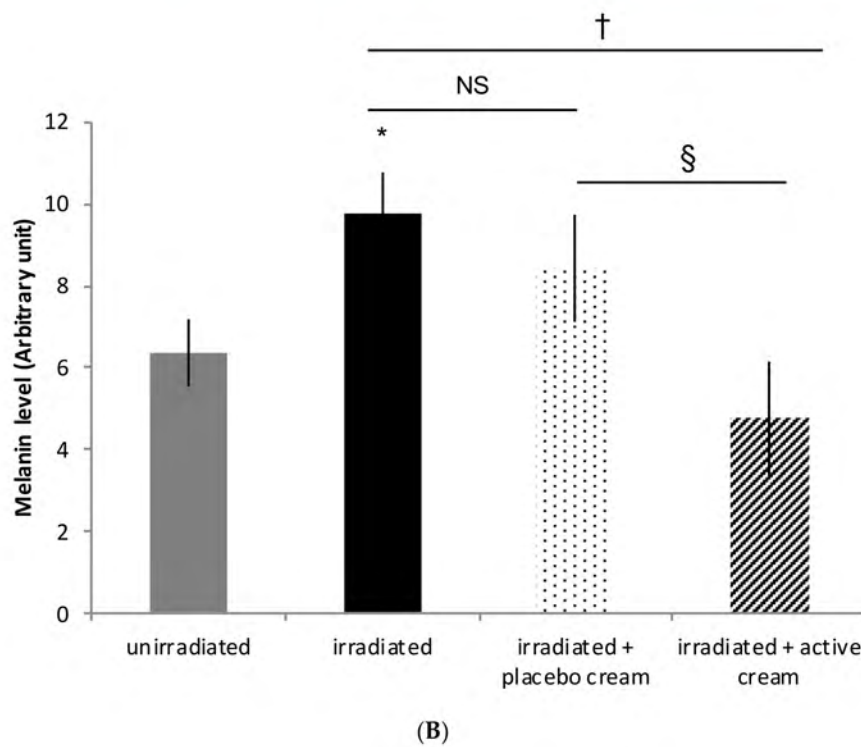 †
NS
*
§
12
10
8
6
4
2
0
Melanin level (Arbitrary unit)
unirradiated
irradiated
irradiated +
placebo cream
irradiated + active
cream
(B)